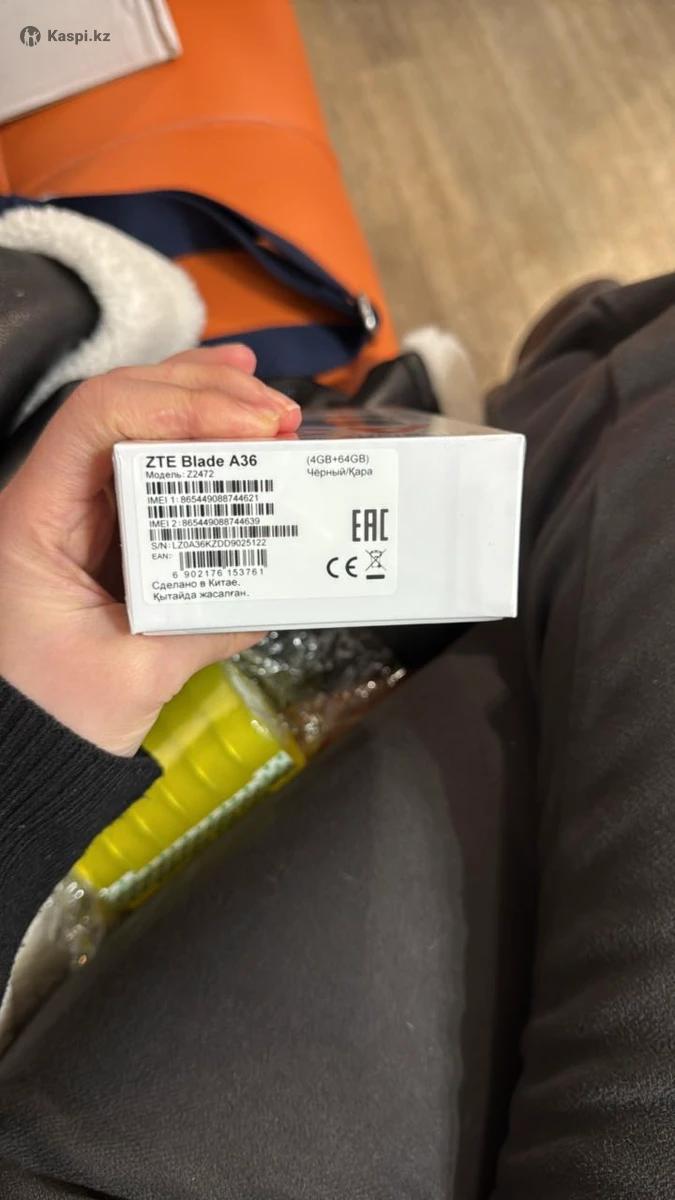 Kaspi.kz
ZTE Blade A36 (4GB+64GB)
Модель: Z2472 Чёрный/Қара
IMEI 1: 865449088744621
IMEI 2: 865449088744639
S/N: LZ0A36KZDD9025122
EAN:
6 902176 153761
EAC
CE
Сделано в Китае.
Қытайда жасалған.